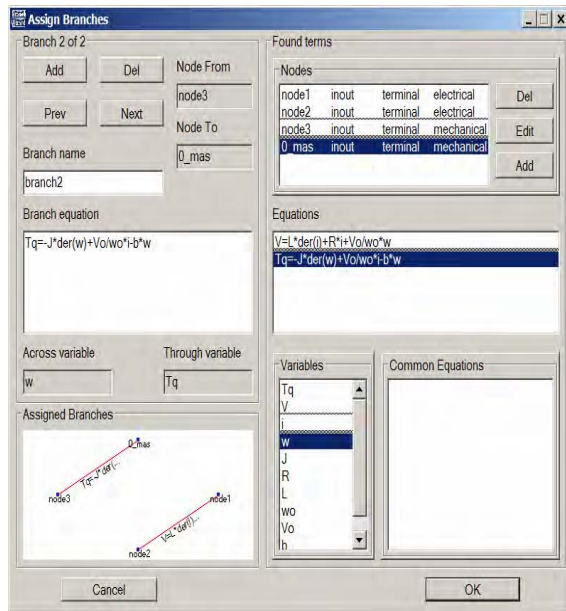 Assign Branches
Branch 2 of 2
Add
Del
Node From
node3
Prev
Next
Node To
0_mas
Branch name
branch2
Branch equation
Tq=-J*der(w)+Vo/wo*i-b*w
Across variable
w
Through variable
Tq
Assigned Branches
0_mas
Tq=-J*der(...
node3
node1
V=L*der(i)...
node2
Cancel
Found terms
Nodes
node1 inout terminal electrical
node2 inout terminal electrical
node3 inout terminal mechanical
0_mas inout terminal mechanical
Del
Edit
Add
Equations
V=L*der(i)+R*i+Vo/wo*w
Tq=-J*der(w)+Vo/wo*i-b*w
Variables
Tq
V
i
w
J
R
L
wo
Vo
b
Common Equations
OK